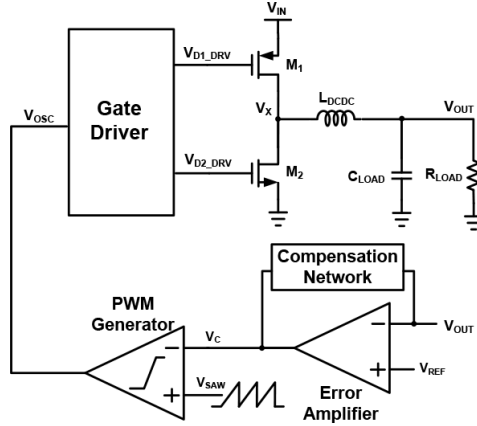 V_IN
V_D1_DRV
M_1
Gate
Driver
V_OSC
V_X
L_DCDC
V_OUT
V_D2_DRV
M_2
C_LOAD
R_LOAD
Compensation
Network
PWM
Generator
V_C
−
−
V_OUT
+
V_SAW
+
V_REF
Error
Amplifier